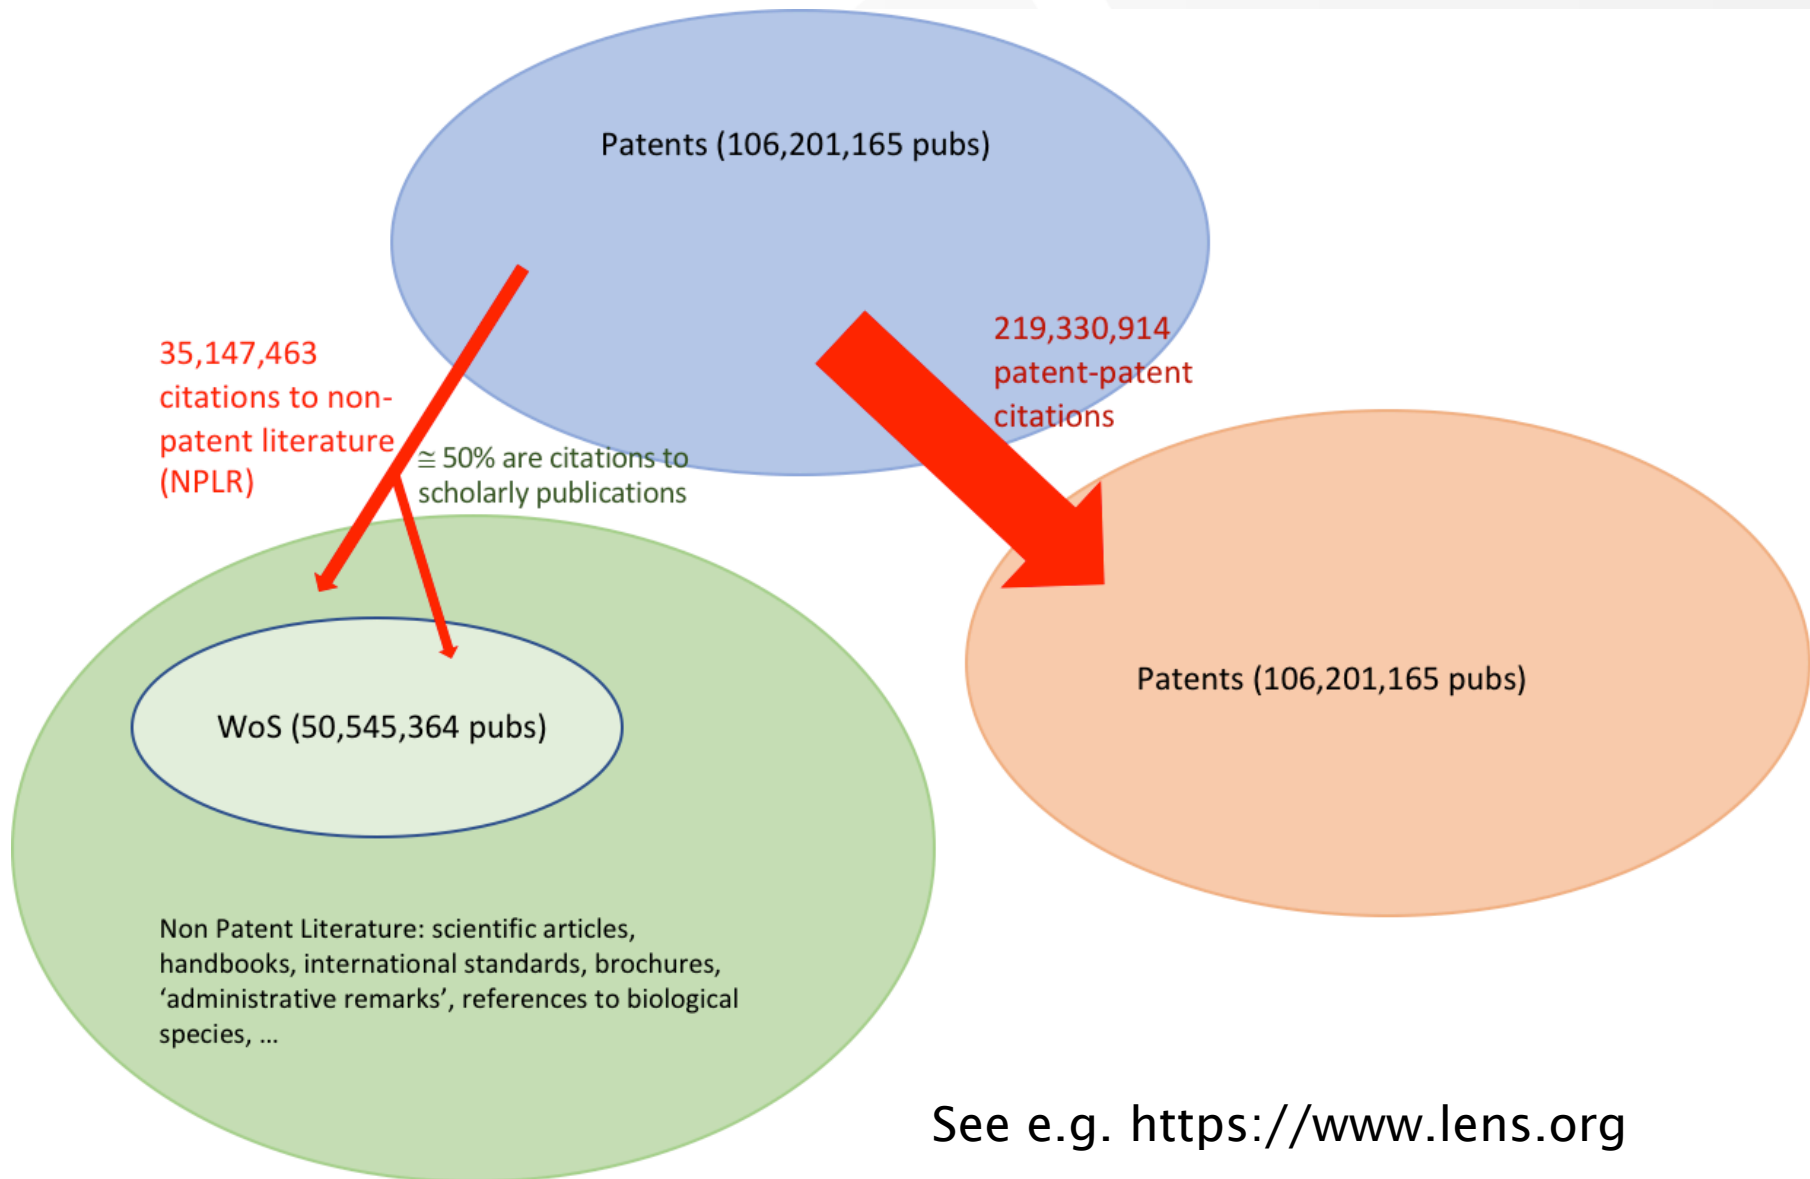 Patents (106,201,165 pubs)
35,147,463
citations to non-
patent literature
(NPLR)
≅ 50% are citations to
scholarly publications
219,330,914
patent-patent
citations
WoS (50,545,364 pubs)
Patents (106,201,165 pubs)
Non Patent Literature: scientific articles,
handbooks, international standards, brochures,
‘administrative remarks’, references to biological
species, ...
See e.g. https://www.lens.org